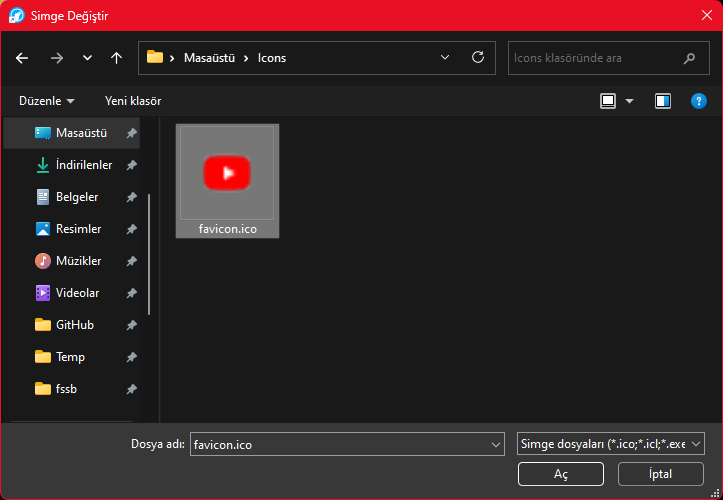 Simge Değiştir
Masaüstü
Icons
Icons klasöründe ara
Düzenle
Yeni klasör
Masaüstü
İndirilenler
Belgeler
Resimler
Müzikler
Videolar
GitHub
Temp
fssb
favicon.ico
Dosya adı:
favicon.ico
Simge dosyaları (*.ico;*.icl;*.exe
Aç
İptal